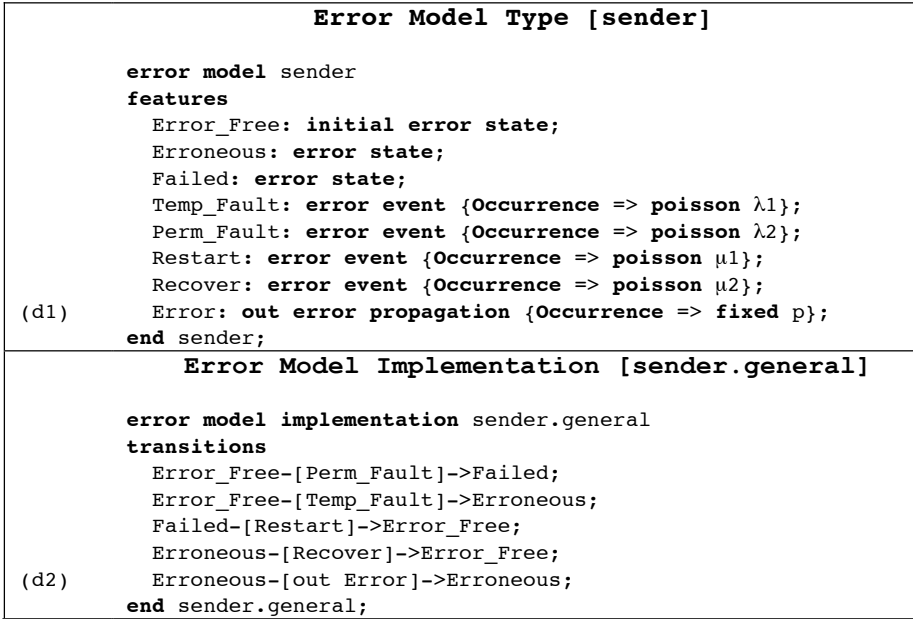 Error Model Type [sender]
error model sender
features
Error_Free: initial error state;
Erroneous: error state;
Failed: error state;
Temp_Fault: error event {Occurrence => poisson λ1};
Perm_Fault: error event {Occurrence => poisson λ2};
Restart: error event {Occurrence => poisson μ1};
Recover: error event {Occurrence => poisson μ2};
(d1) Error: out error propagation {Occurrence => fixed p};
end sender;
Error Model Implementation [sender.general]
error model implementation sender.general
transitions
Error_Free-[Perm_Fault]->Failed;
Error_Free-[Temp_Fault]->Erroneous;
Failed-[Restart]->Error_Free;
Erroneous-[Recover]->Error_Free;
(d2) Erroneous-[out Error]->Erroneous;
end sender.general;